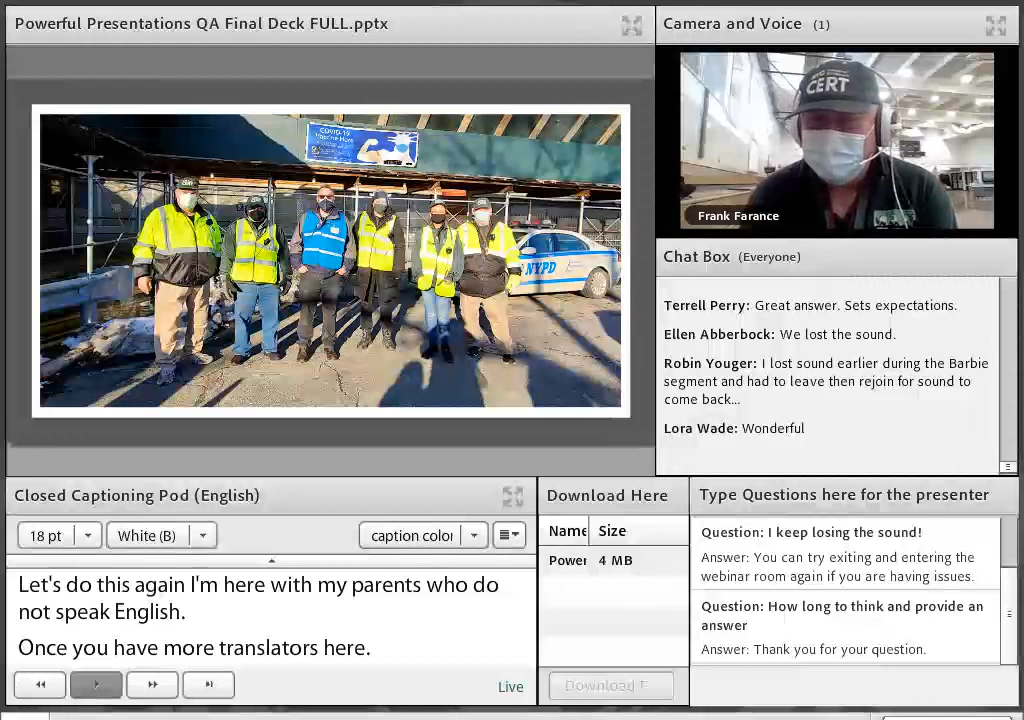 Powerful Presentations QA Final Deck FULL.pptx
COVID-19
Vaccine Here
NYPD
Camera and Voice (1)
CERT
Frank Farance
Chat Box (Everyone)
Terrell Perry: Great answer. Sets expectations.
Ellen Abberbock: We lost the sound.
Robin Youger: I lost sound earlier during the Barbie
segment and had to leave then rejoin for sound to
come back...
Lora Wade: Wonderful
Closed Captioning Pod (English)
18 pt
White (B)
caption color
Let's do this again I'm here with my parents who do
not speak English.
Once you have more translators here.
Live
Download Here
Name Size
Power 4 MB
Download F
Type Questions here for the presenter
Question: I keep losing the sound!
Answer: You can try exiting and entering the
webinar room again if you are having issues.
Question: How long to think and provide an
answer
Answer: Thank you for your question.